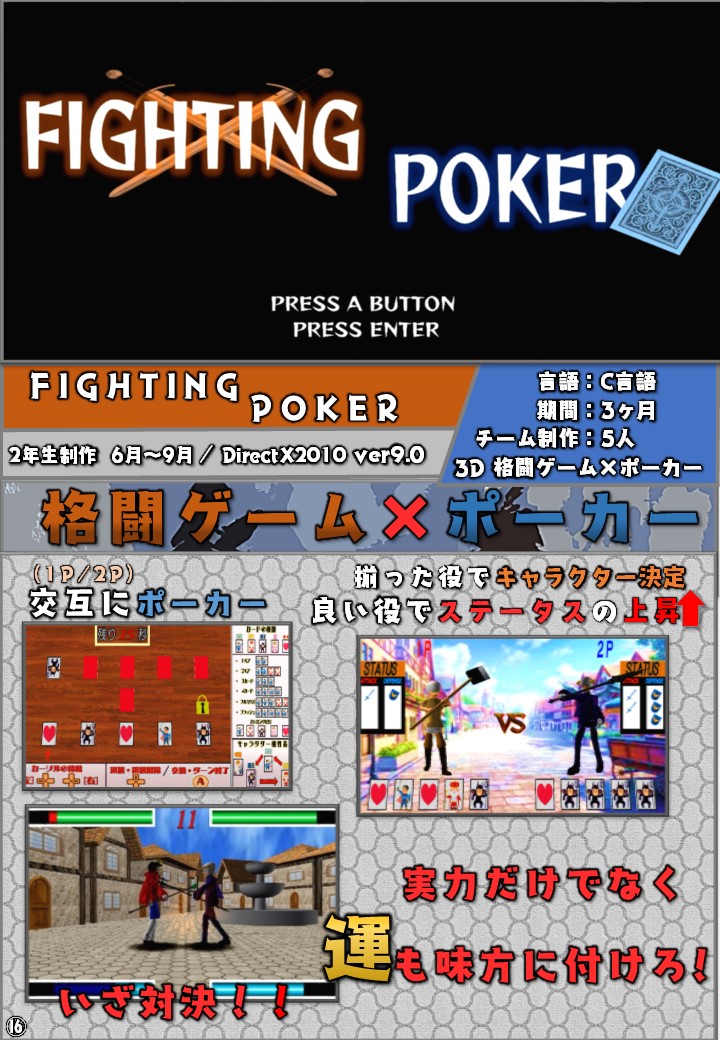 FIGHTING
POKER
PRESS A BUTTON
PRESS ENTER
FIGHTING
POKER
言語：C言語
期間：3ヶ月
チーム制作：5人
3D 格闘ゲーム×ポーカー
2年生制作 6月～9月 / DirectX2010 ver9.0
格闘ゲーム×ポーカー
(1P/2P)
交互にポーカー
揃った役でキャラクター決定
良い役でステータスの上昇
残り
秒
2P
STATUS
STATUS
VS
11
実力だけでなく
運も味方に付けろ!
いざ対決！！
16